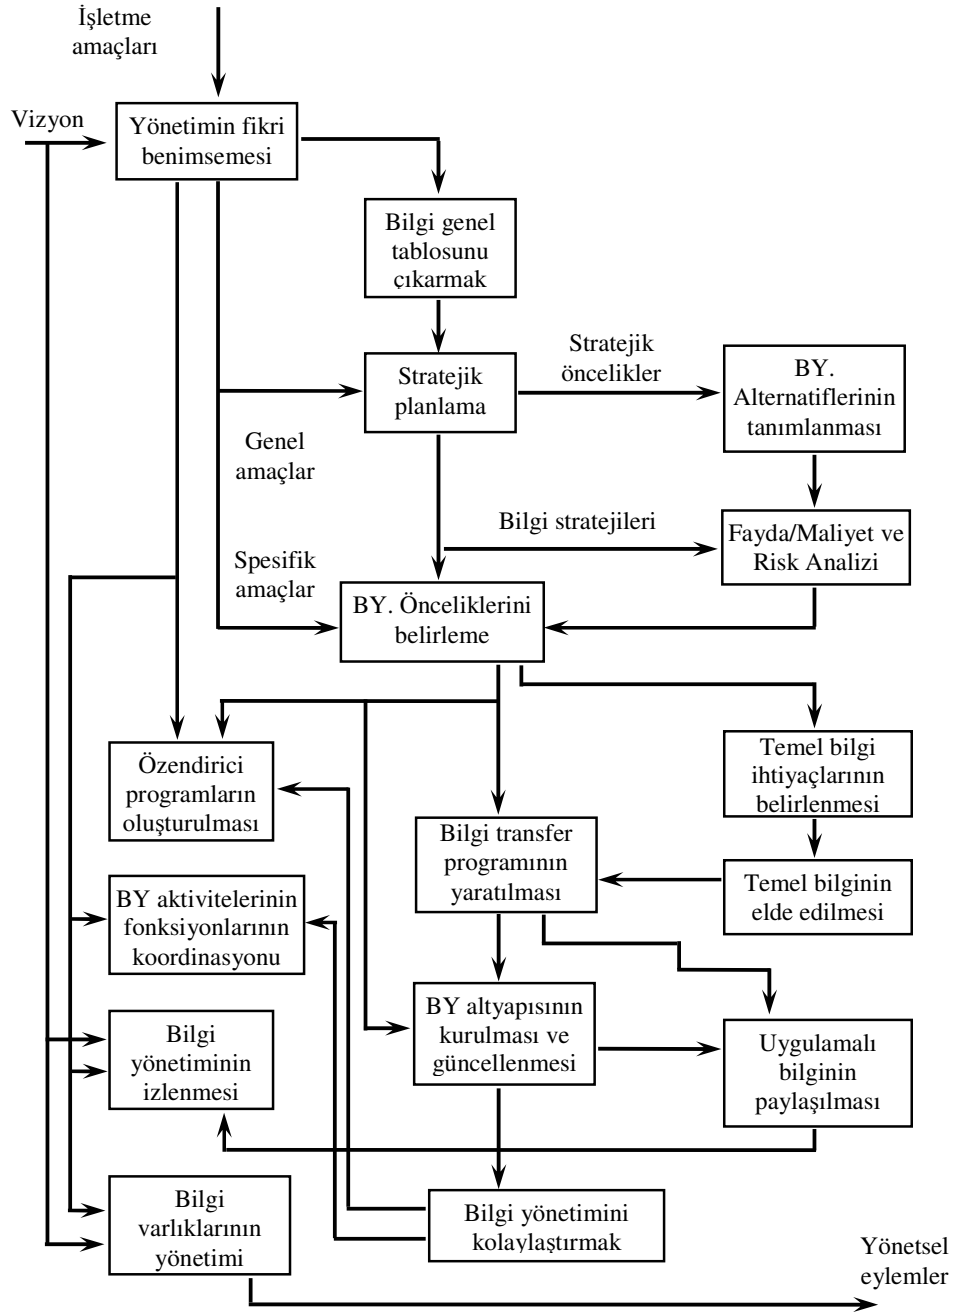 İşletme
amaçları
Vizyon
Yönetimin fikri
benimsemesi
Bilgi genel
tablosunu
çıkarmak
Stratejik
planlama
Stratejik
öncelikler
BY.
Alternatiflerinin
tanımlanması
Genel
amaçlar
Bilgi stratejileri
Fayda/Maliyet ve
Risk Analizi
Spesifik
amaçlar
BY. Önceliklerini
belirleme
Özendirici
programların
oluşturulması
Temel bilgi
ihtiyaçlarının
belirlenmesi
Bilgi transfer
programının
yaratılması
Temel bilginin
elde edilmesi
BY aktivitelerinin
fonksiyonlarının
koordinasyonu
BY altyapısının
kurulması ve
güncellenmesi
Bilgi
yönetiminin
izlenmesi
Uygulamalı
bilginin
paylaşılması
Bilgi
varlıklarının
yönetimi
Bilgi yönetimini
kolaylaştırmak
Yönetsel
eylemler